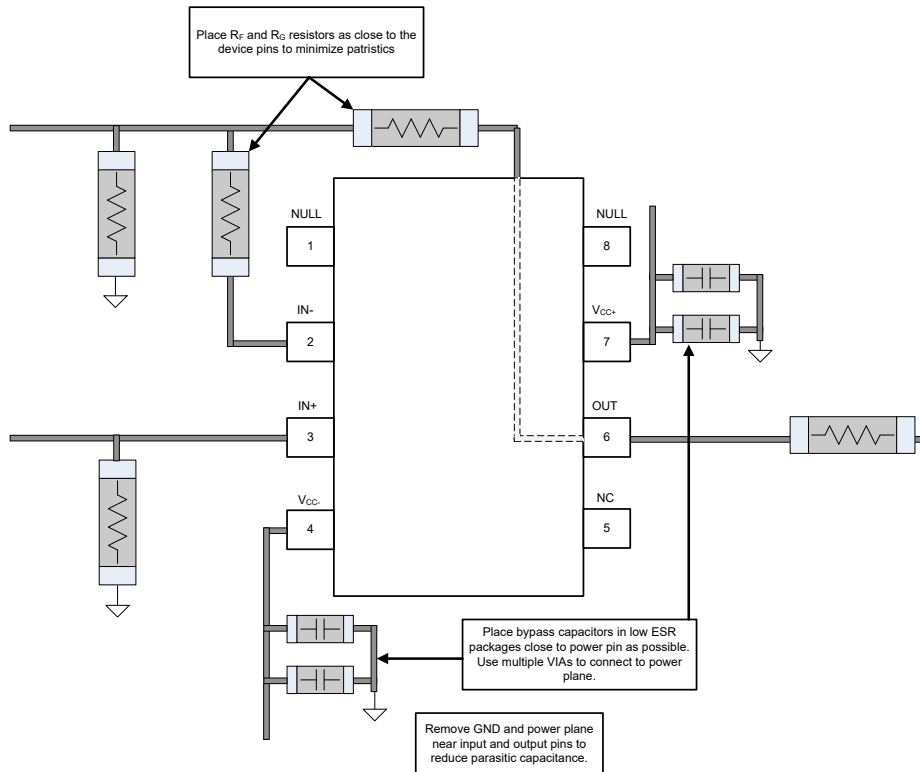 Place RF and RG resistors as close to the
device pins to minimize patristics
NULL
1
NULL
8
IN-
2
VCC+
7
IN+
3
OUT
6
VCC-
4
NC
5
Place bypass capacitors in low ESR
packages close to power pin as possible.
Use multiple VIAs to connect to power
plane.
Remove GND and power plane
near input and output pins to
reduce parasitic capacitance.